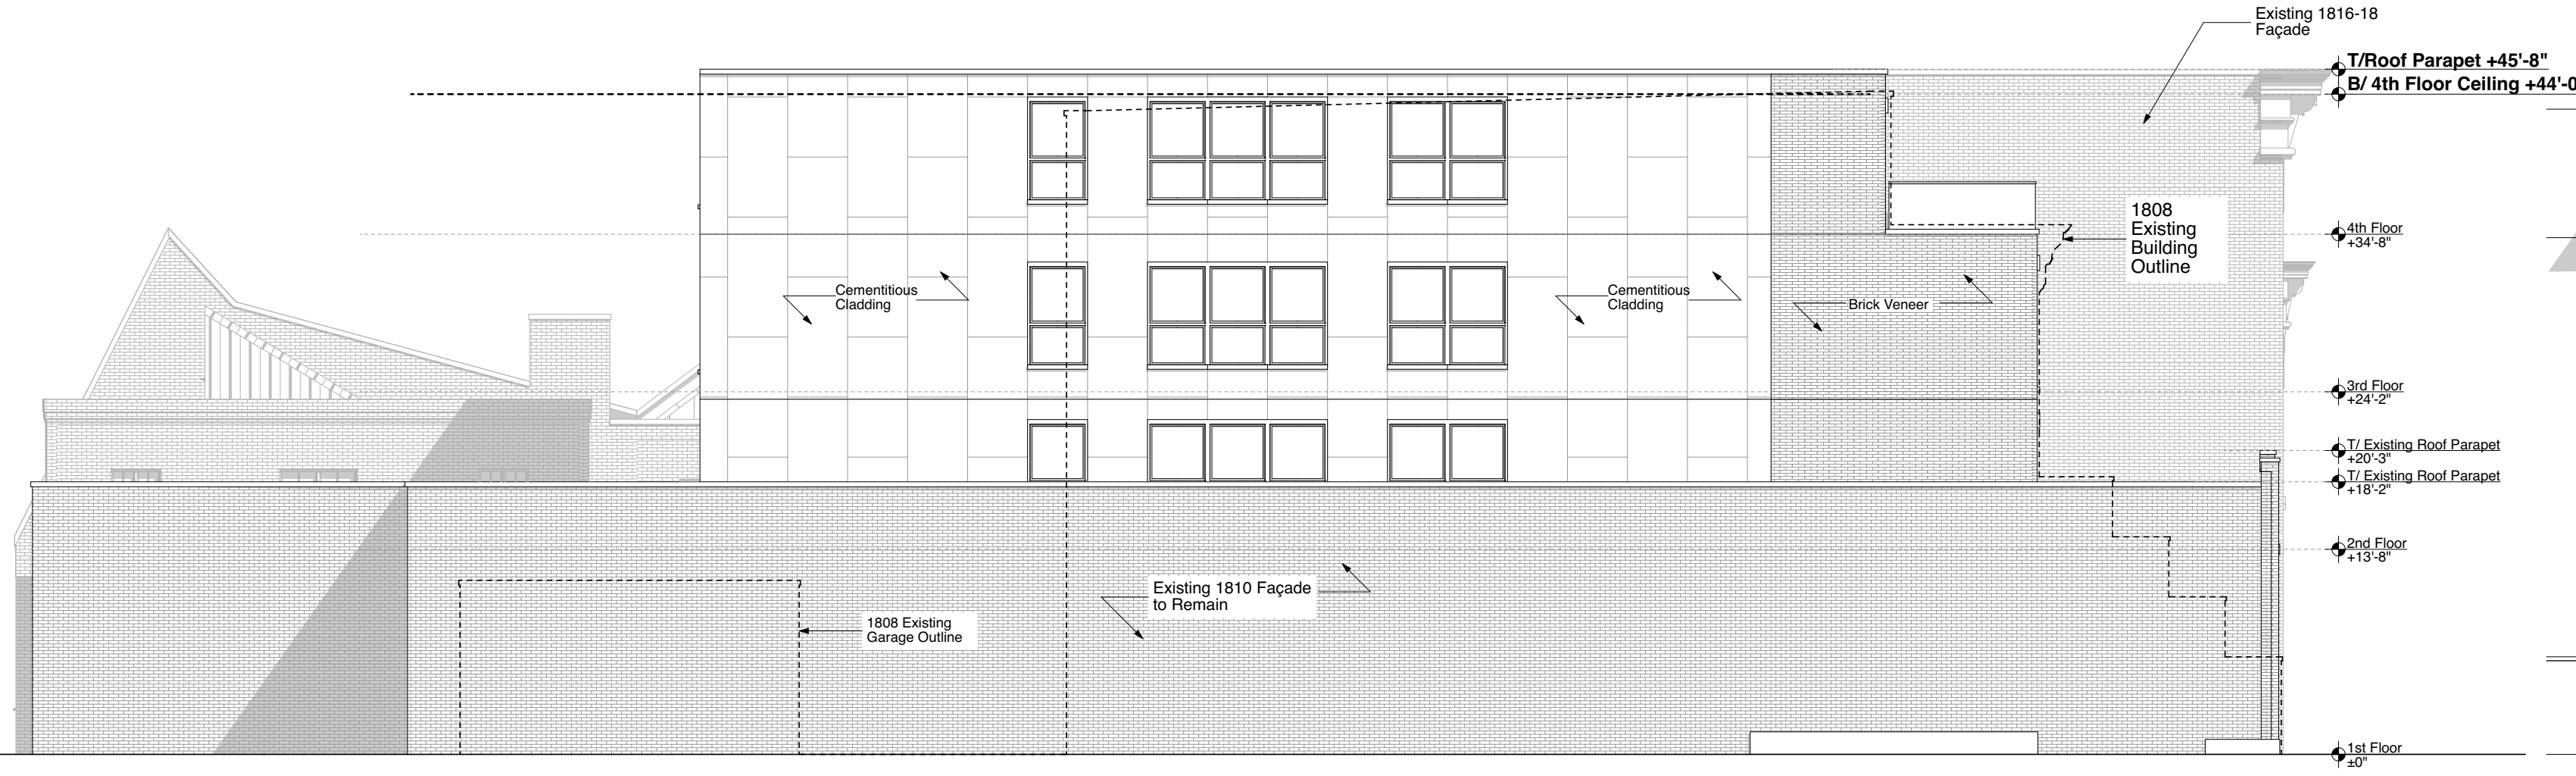 Existing 1816-18
Façade
T/Roof Parapet +45'-8"
B/ 4th Floor Ceiling +44'-0
1808
Existing
Building
Outline
4th Floor
+34'-8"
Cementitious
Cladding
Cementitious
Cladding
Brick Veneer
3rd Floor
+24'-2"
T/ Existing Roof Parapet
+20'-3"
T/ Existing Roof Parapet
+18'-2"
2nd Floor
+13'-8"
Existing 1810 Façade
to Remain
1808 Existing
Garage Outline
1st Floor
±0"